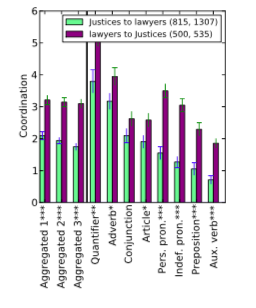 6
5
4
3
2
1
0
Coordination
Justices to lawyers (815, 1307)
lawyers to Justices (500, 535)
Aggregated 1***
Aggregated 2***
Aggregated 3***
Quantifier**
Adverb*
Conjunction
Article*
Pers. pron.***
Indef. pron.***
Preposition***
Aux. verb***